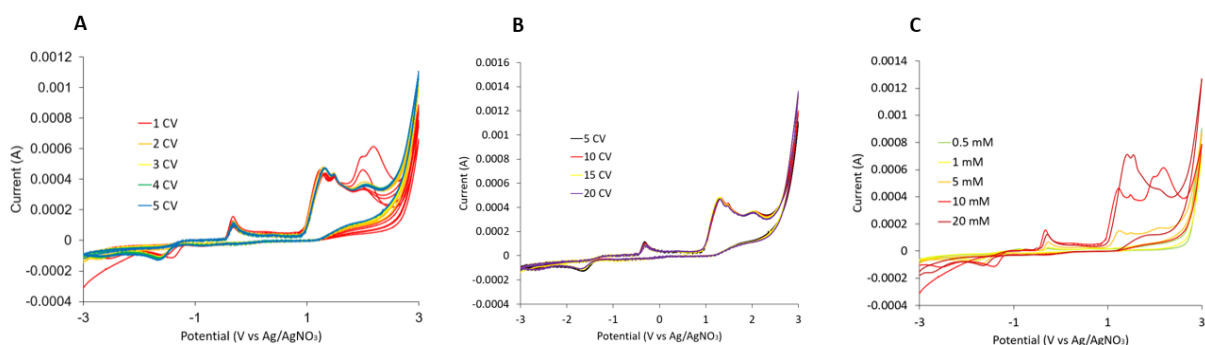 A
0.0012
0.001
0.0008
0.0006
0.0004
0.0002
0
-0.0002
-0.0004
-3
-1
1
3
Current (A)
Potential (V vs Ag/AgNO₃)
1 CV
2 CV
3 CV
4 CV
5 CV
B
0.0016
0.0014
0.0012
0.001
0.0008
0.0006
0.0004
0.0002
0
-0.0002
-0.0004
-3
-2
-1
0
1
2
3
Current (A)
Potential (V vs Ag/AgNO₃)
5 CV
10 CV
15 CV
20 CV
C
0.0014
0.0012
0.001
0.0008
0.0006
0.0004
0.0002
0
-0.0002
-0.0004
-3
-1
1
3
Current (A)
Potential (V vs Ag/AgNO₃)
0.5 mM
1 mM
5 mM
10 mM
20 mM